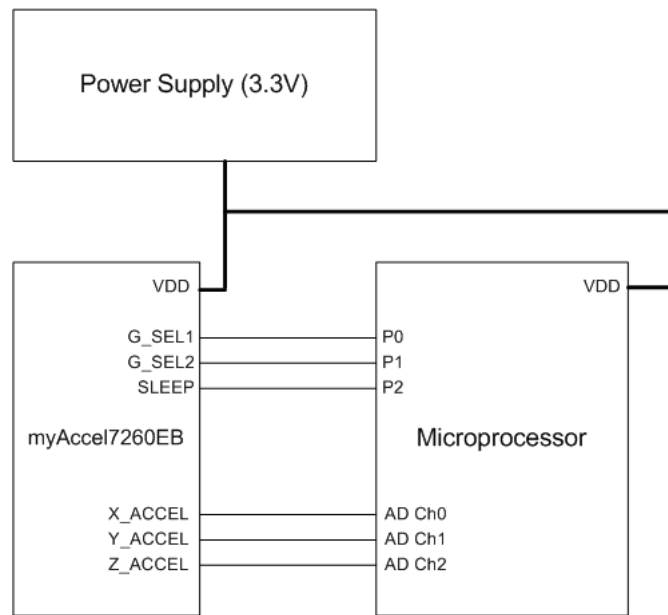 Power Supply (3.3V)
VDD
VDD
G_SEL1
P0
G_SEL2
P1
SLEEP
P2
myAccel7260EB
Microprocessor
X_ACCEL
AD Ch0
Y_ACCEL
AD Ch1
Z_ACCEL
AD Ch2